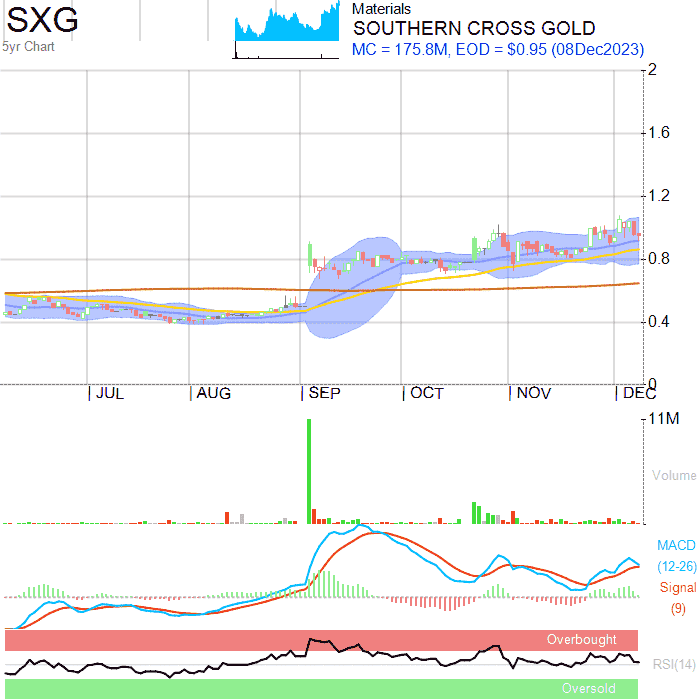 SXG
5yr Chart
Materials
SOUTHERN CROSS GOLD
MC = 175.8M, EOD = $0.95 (08Dec2023)
2
1.6
1.2
0.8
0.4
0
JUL AUG SEP OCT NOV DEC
11M
Volume
MACD
(12-26)
Signal
(9)
Overbought
RSI(14)
Oversold